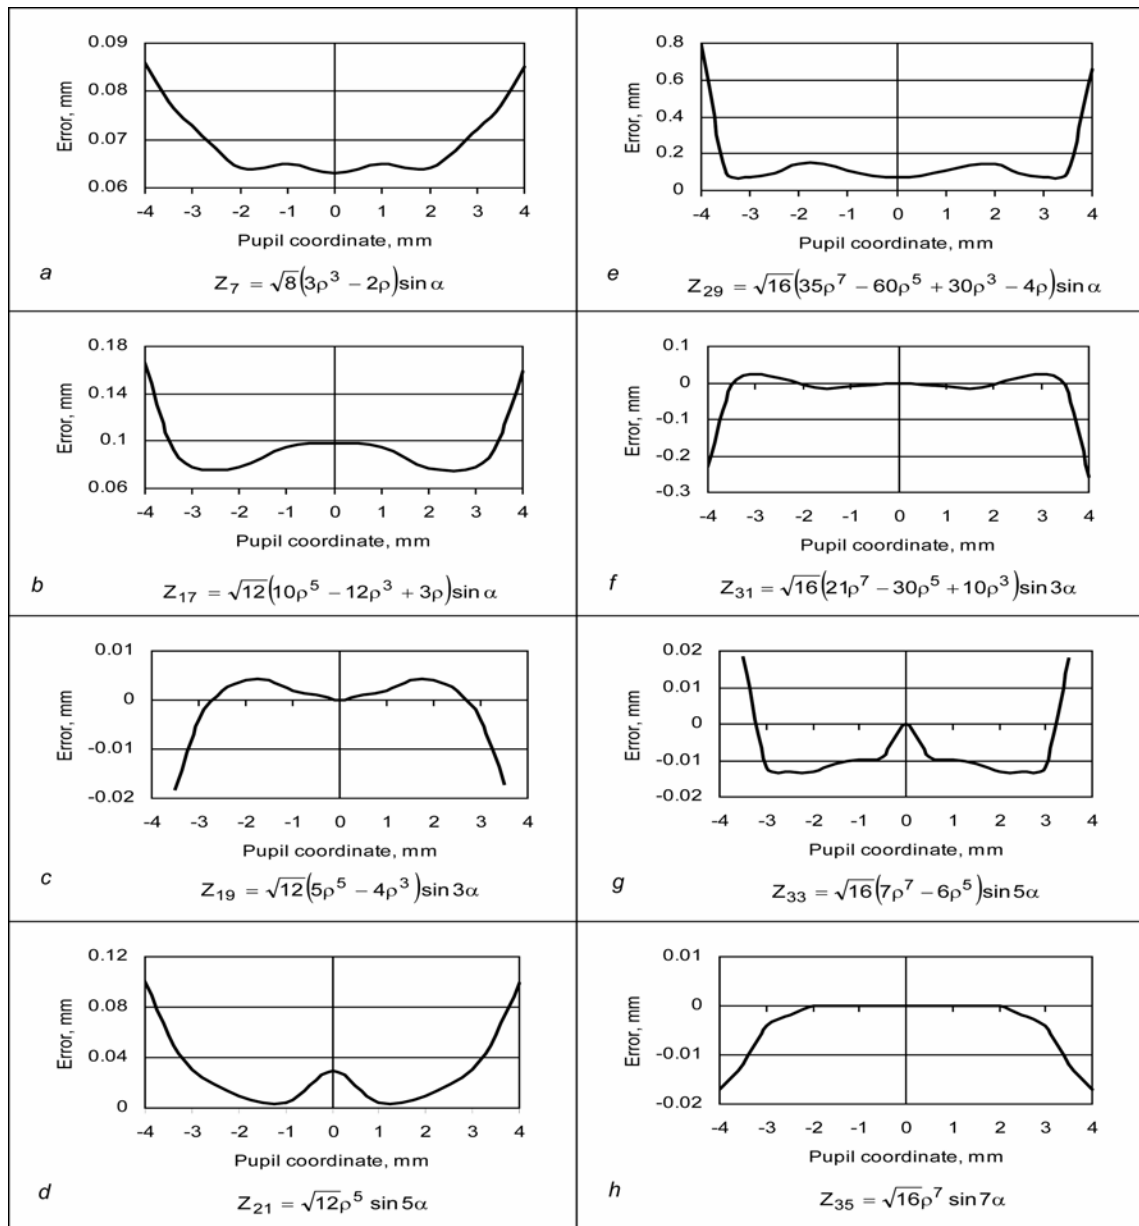 0.09
0.08
0.07
0.06
Error, mm
-4 -3 -2 -1 0 1 2 3 4
Pupil coordinate, mm
a
Z₇ = √8(3ρ³ − 2ρ)sin α
0.18
0.14
0.1
0.06
Error, mm
-4 -3 -2 -1 0 1 2 3 4
Pupil coordinate, mm
b
Z₁₇ = √12(10ρ⁵ − 12ρ³ + 3ρ)sin α
0.01
0
-0.01
-0.02
Error, mm
-4 -3 -2 -1 0 1 2 3 4
Pupil coordinate, mm
c
Z₁₉ = √12(5ρ⁵ − 4ρ³)sin 3α
0.12
0.08
0.04
0
Error, mm
-4 -3 -2 -1 0 1 2 3 4
Pupil coordinate, mm
d
Z₂₁ = √12ρ⁵ sin 5α
0.8
0.6
0.4
0.2
0
Error, mm
-4 -3 -2 -1 0 1 2 3 4
Pupil coordinate, mm
e
Z₂₉ = √16(35ρ⁷ − 60ρ⁵ + 30ρ³ − 4ρ)sin α
0.1
0
-0.1
-0.2
-0.3
Error, mm
-4 -3 -2 -1 0 1 2 3 4
Pupil coordinate, mm
f
Z₃₁ = √16(21ρ⁷ − 30ρ⁵ + 10ρ³)sin 3α
0.02
0.01
0
-0.01
-0.02
Error, mm
-4 -3 -2 -1 0 1 2 3 4
Pupil coordinate, mm
g
Z₃₃ = √16(7ρ⁷ − 6ρ⁵)sin 5α
0.01
0
-0.01
-0.02
Error, mm
-4 -3 -2 -1 0 1 2 3 4
Pupil coordinate, mm
h
Z₃₅ = √16ρ⁷ sin 7α